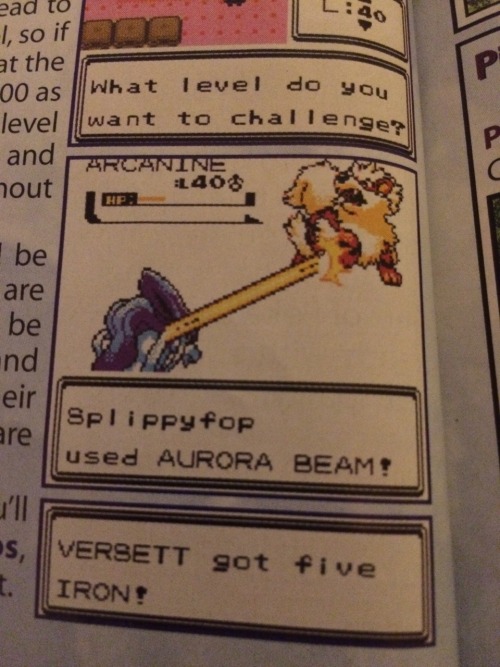 ead to
l, so if
at the
00 as
level
and
hout
l be
are
be
and
eir
are
u'll
os,
t.
L:40
What level do you
want to challenge?
ARCANINE
:L40♂
HP:
Splippyfop
used AURORA BEAM!
VERSETT got five
IRON!
P
P
C